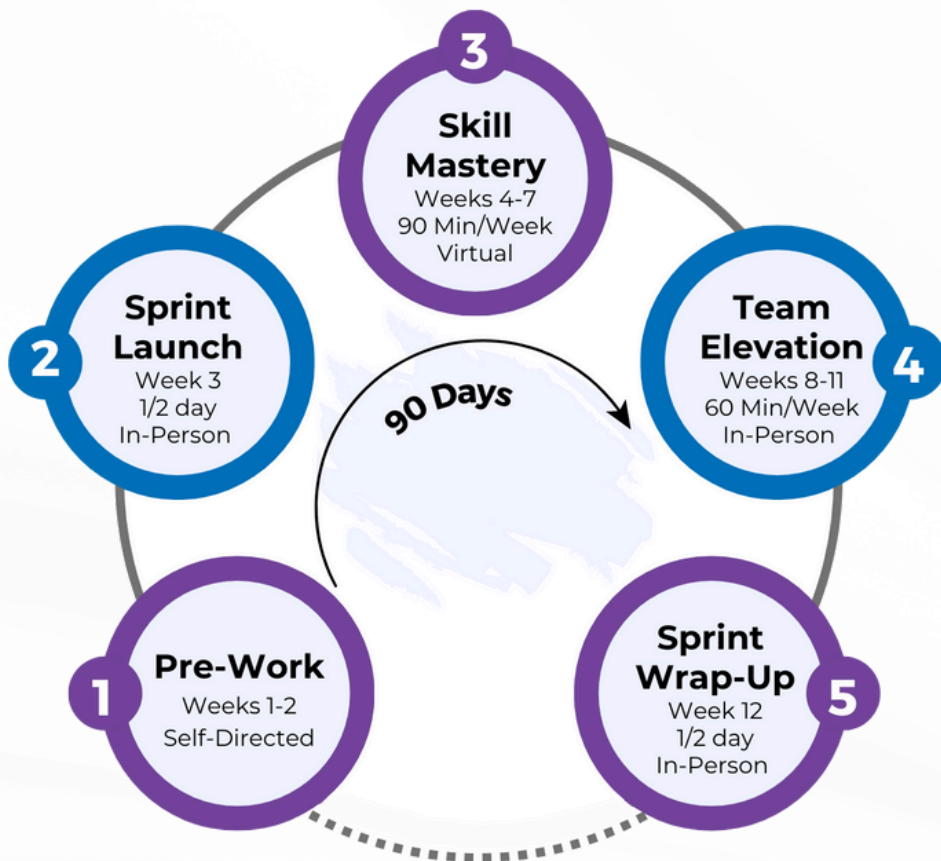 1
Pre-Work
Weeks 1-2
Self-Directed
2
Sprint
Launch
Week 3
1/2 day
In-Person
3
Skill
Mastery
Weeks 4-7
90 Min/Week
Virtual
4
Team
Elevation
Weeks 8-11
60 Min/Week
In-Person
5
Sprint
Wrap-Up
Week 12
1/2 day
In-Person
90 Days